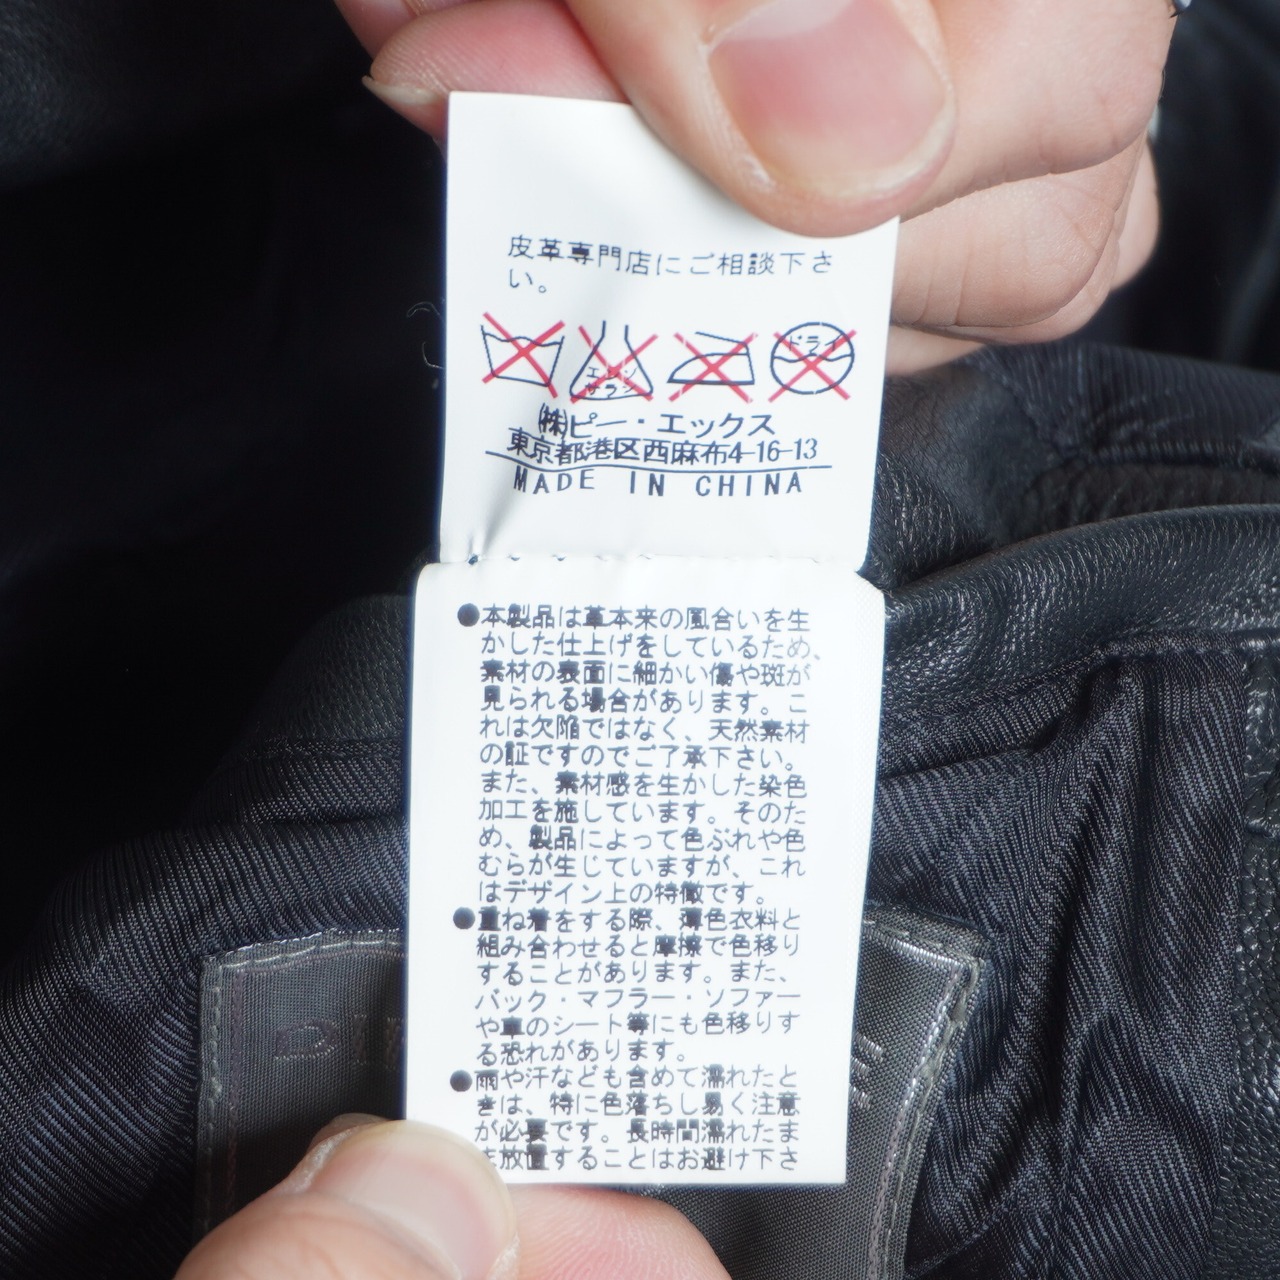 皮革専門店にご相談下さ
い。
エンソ
サラシ
ドライ
㈱ピー・エックス
東京都港区西麻布4-16-13
MADE IN CHINA
●本製品は革本来の風合いを生
かした仕上げをしているため、
素材の表面に細かい傷や斑が
見られる場合があります。こ
れは欠陥ではなく、天然素材
の証ですのでご了承下さい。
また、素材感を生かした染色
加工を施しています。そのた
め、製品によって色ぶれや色
むらが生じていますが、これ
はデザイン上の特徴です。
●重ね着をする際、薄色衣料と
組み合わせると摩擦で色移り
することがあります。また、
バック・マフラー・ソファー
や車のシート等にも色移りす
る恐れがあります。
●雨や汗なども含めて濡れたと
きは、特に色落ちし易く注意
が必要です。長時間濡れたま
ま放置することはお避け下さ